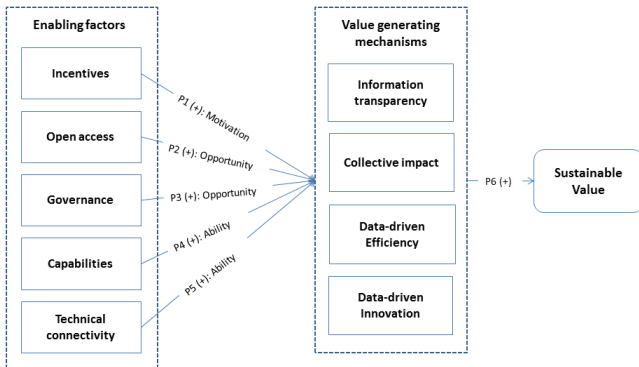 Enabling factors
Incentives
Open access
Governance
Capabilities
Technical
connectivity
P1 (+): Motivation
P2 (+): Opportunity
P3 (+): Opportunity
P4 (+): Ability
P5 (+): Ability
Value generating
mechanisms
Information
transparency
Collective impact
Data-driven
Efficiency
Data-driven
Innovation
P6 (+)
Sustainable
Value